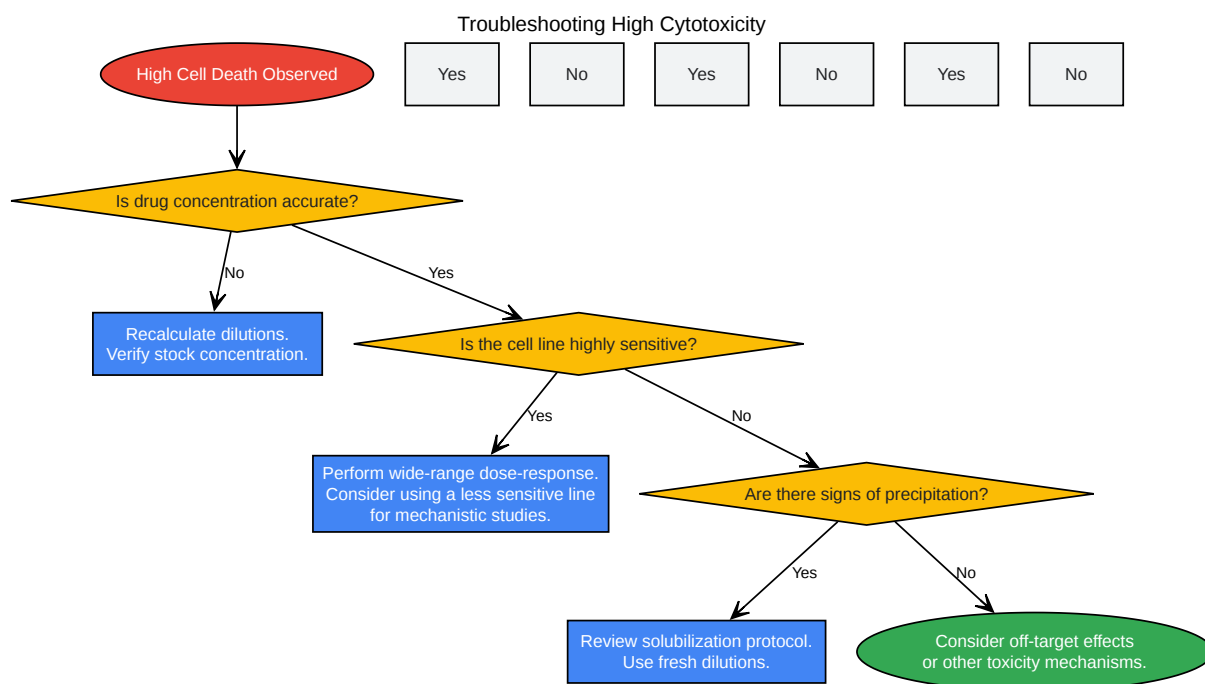 Troubleshooting High Cytotoxicity
High Cell Death Observed
Yes
No
Yes
No
Yes
No
Is drug concentration accurate?
No
Yes
Recalculate dilutions.
Verify stock concentration.
Is the cell line highly sensitive?
Yes
No
Perform wide-range dose-response.
Consider using a less sensitive line
for mechanistic studies.
Are there signs of precipitation?
Yes
No
Review solubilization protocol.
Use fresh dilutions.
Consider off-target effects
or other toxicity mechanisms.